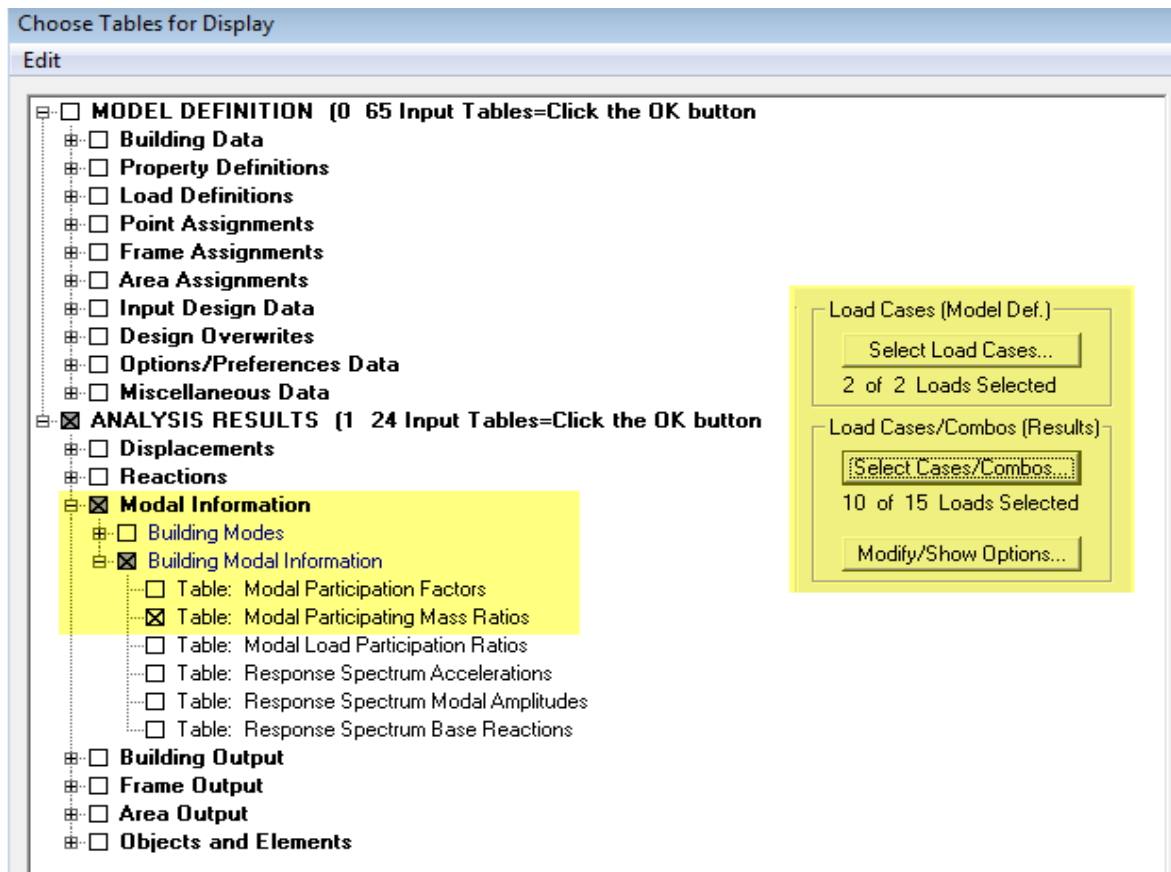 Choose Tables for Display
Edit
MODEL DEFINITION (0 65 Input Tables=Click the OK button
Building Data
Property Definitions
Load Definitions
Point Assignments
Frame Assignments
Area Assignments
Input Design Data
Design Overwrites
Options/Preferences Data
Miscellaneous Data
ANALYSIS RESULTS (1 24 Input Tables=Click the OK button
Displacements
Reactions
Modal Information
Building Modes
Building Modal Information
Table: Modal Participation Factors
Table: Modal Participating Mass Ratios
Table: Modal Load Participation Ratios
Table: Response Spectrum Accelerations
Table: Response Spectrum Modal Amplitudes
Table: Response Spectrum Base Reactions
Building Output
Frame Output
Area Output
Objects and Elements
Load Cases (Model Def.)
Select Load Cases...
2 of 2 Loads Selected
Load Cases/Combos (Results)
Select Cases/Combos...
10 of 15 Loads Selected
Modify/Show Options...